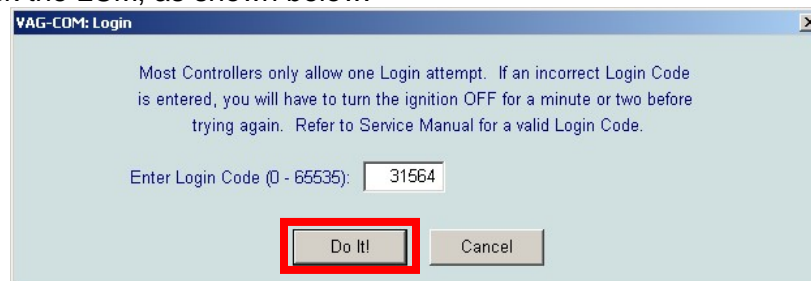 VAG-COM: Login
Most Controllers only allow one Login attempt. If an incorrect Login Code
is entered, you will have to turn the ignition OFF for a minute or two before
trying again. Refer to Service Manual for a valid Login Code.
Enter Login Code (0 - 65535): 31564
Do It! Cancel